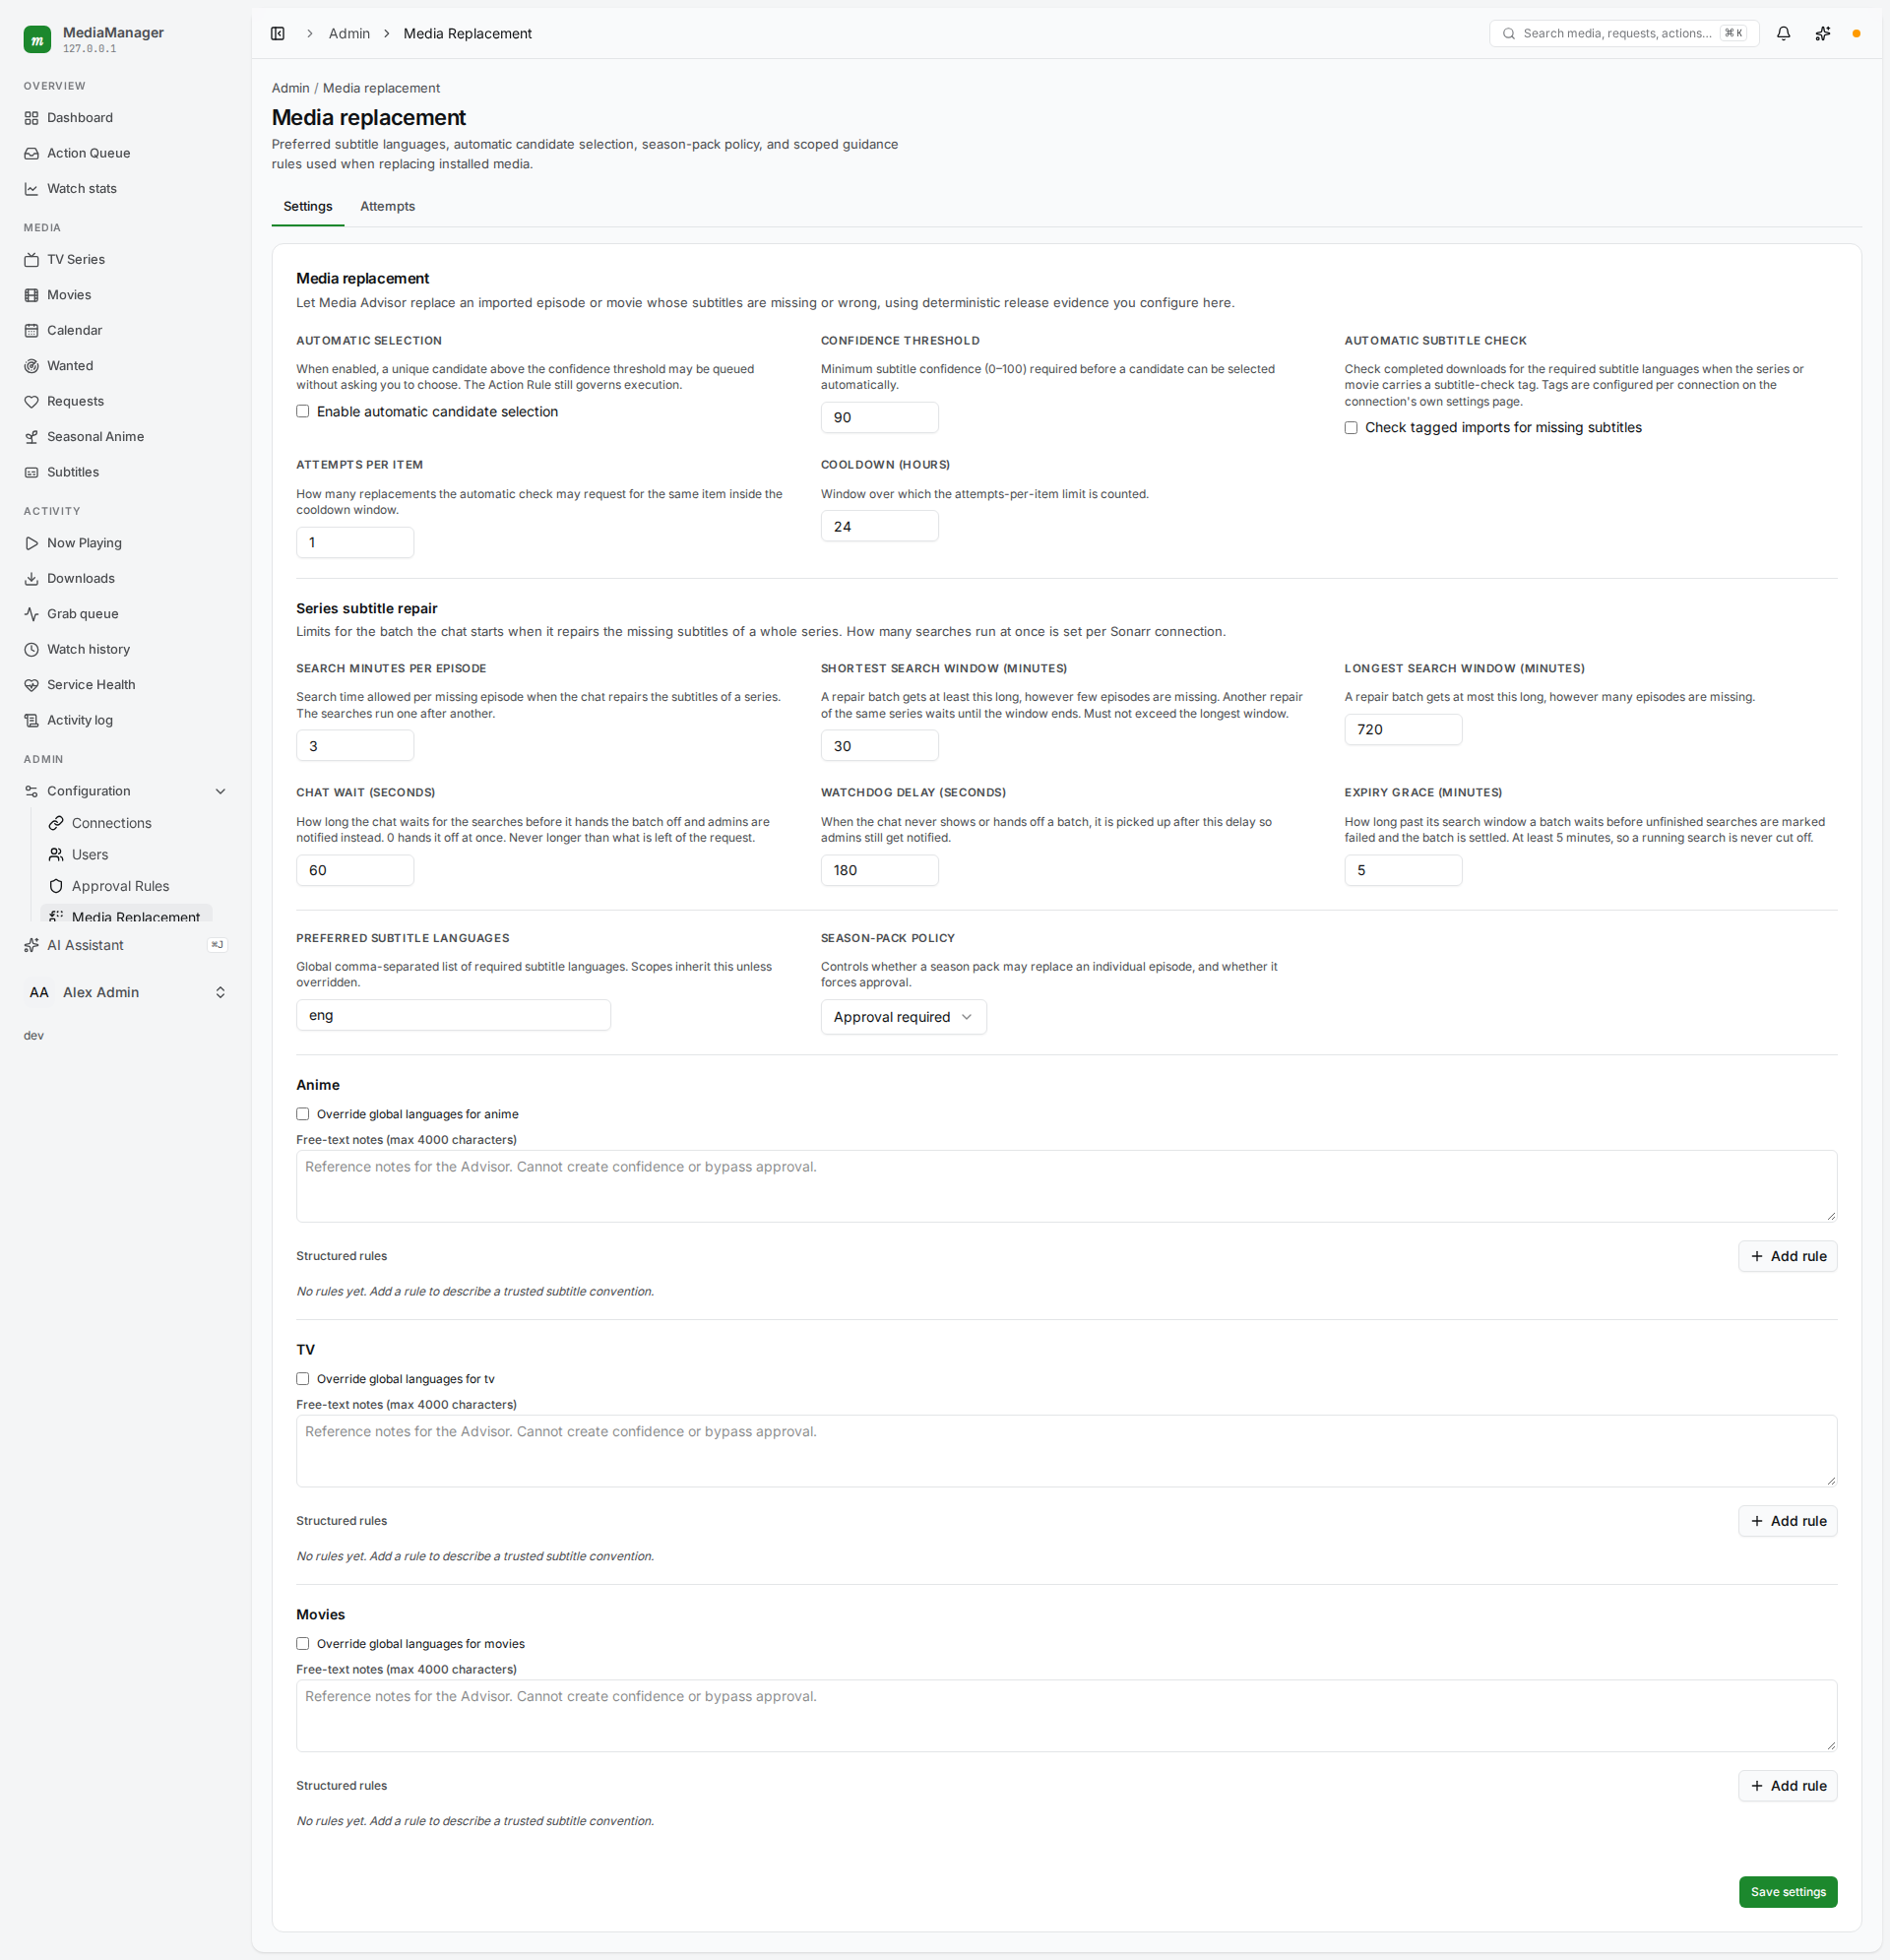 MediaManager
127.0.0.1
OVERVIEW
Dashboard
Action Queue
Watch stats
MEDIA
TV Series
Movies
Calendar
Wanted
Requests
Seasonal Anime
Subtitles
ACTIVITY
Now Playing
Downloads
Grab queue
Watch history
Service Health
Activity log
ADMIN
Configuration
Connections
Users
Approval Rules
Media Replacement
AI Assistant ⌘J
AA Alex Admin
dev
Admin > Media Replacement
Search media, requests, actions... ⌘K
Admin / Media replacement
Media replacement
Preferred subtitle languages, automatic candidate selection, season-pack policy, and scoped guidance
rules used when replacing installed media.
Settings Attempts
Media replacement
Let Media Advisor replace an imported episode or movie whose subtitles are missing or wrong, using deterministic release evidence you configure here.
AUTOMATIC SELECTION
When enabled, a unique candidate above the confidence threshold may be queued
without asking you to choose. The Action Rule still governs execution.
Enable automatic candidate selection
CONFIDENCE THRESHOLD
Minimum subtitle confidence (0–100) required before a candidate can be selected
automatically.
90
AUTOMATIC SUBTITLE CHECK
Check completed downloads for the required subtitle languages when the series or
movie carries a subtitle-check tag. Tags are configured per connection on the
connection's own settings page.
Check tagged imports for missing subtitles
ATTEMPTS PER ITEM
How many replacements the automatic check may request for the same item inside the
cooldown window.
1
COOLDOWN (HOURS)
Window over which the attempts-per-item limit is counted.
24
Series subtitle repair
Limits for the batch the chat starts when it repairs the missing subtitles of a whole series. How many searches run at once is set per Sonarr connection.
SEARCH MINUTES PER EPISODE
Search time allowed per missing episode when the chat repairs the subtitles of a series.
The searches run one after another.
3
SHORTEST SEARCH WINDOW (MINUTES)
A repair batch gets at least this long, however few episodes are missing. Another repair
of the same series waits until the window ends. Must not exceed the longest window.
30
LONGEST SEARCH WINDOW (MINUTES)
A repair batch gets at most this long, however many episodes are missing.
720
CHAT WAIT (SECONDS)
How long the chat waits for the searches before it hands the batch off and admins are
notified instead. 0 hands it off at once. Never longer than what is left of the request.
60
WATCHDOG DELAY (SECONDS)
When the chat never shows or hands off a batch, it is picked up after this delay so
admins still get notified.
180
EXPIRY GRACE (MINUTES)
How long past its search window a batch waits before unfinished searches are marked
failed and the batch is settled. At least 5 minutes, so a running search is never cut off.
5
PREFERRED SUBTITLE LANGUAGES
Global comma-separated list of required subtitle languages. Scopes inherit this unless
overridden.
eng
SEASON-PACK POLICY
Controls whether a season pack may replace an individual episode, and whether it
forces approval.
Approval required
Anime
Override global languages for anime
Free-text notes (max 4000 characters)
Reference notes for the Advisor. Cannot create confidence or bypass approval.
Structured rules
Add rule
No rules yet. Add a rule to describe a trusted subtitle convention.
TV
Override global languages for tv
Free-text notes (max 4000 characters)
Reference notes for the Advisor. Cannot create confidence or bypass approval.
Structured rules
Add rule
No rules yet. Add a rule to describe a trusted subtitle convention.
Movies
Override global languages for movies
Free-text notes (max 4000 characters)
Reference notes for the Advisor. Cannot create confidence or bypass approval.
Structured rules
Add rule
No rules yet. Add a rule to describe a trusted subtitle convention.
Save settings